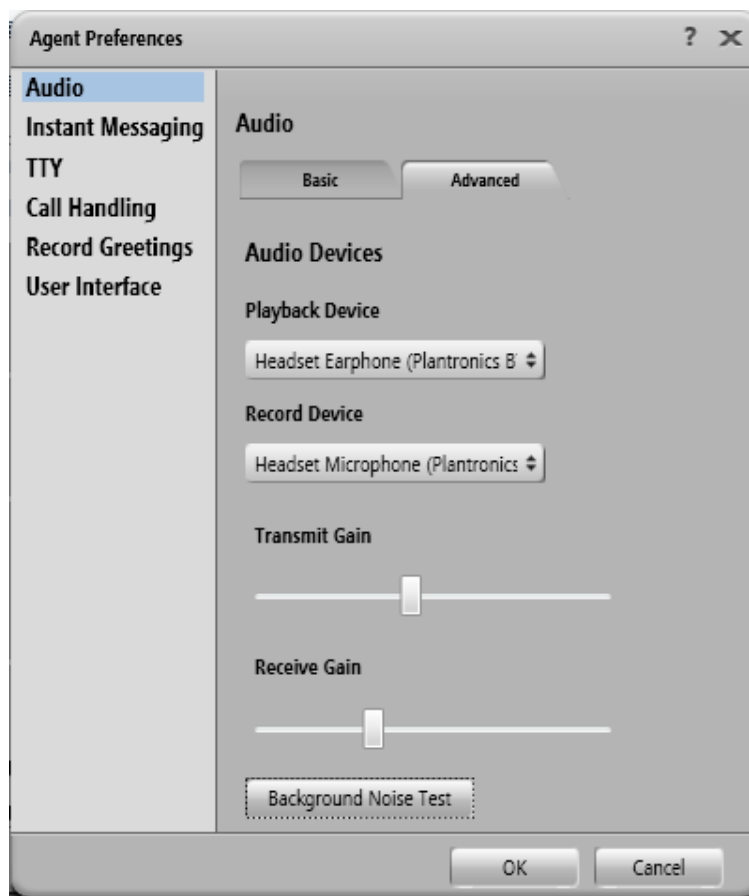 Agent Preferences ?
Audio
Instant Messaging
TTY
Call Handling
Record Greetings
User Interface
Audio
Basic Advanced
Audio Devices
Playback Device
Headset Earphone (Plantronics B
Record Device
Headset Microphone (Plantronics
Transmit Gain
Receive Gain
Background Noise Test
OK Cancel